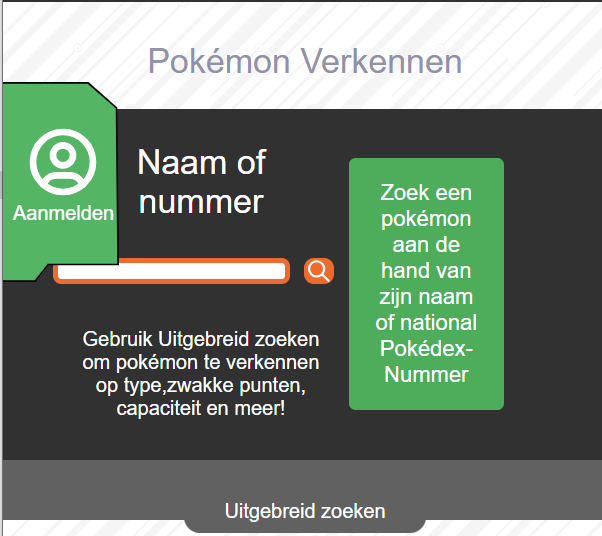 Pokémon Verkennen
Aanmelden
Naam of
nummer
Zoek een
pokémon
aan de
hand van
zijn naam
of national
Pokédex-
Nummer
Gebruik Uitgebreid zoeken
om pokémon te verkennen
op type,zwakke punten,
capaciteit en meer!
Uitgebreid zoeken